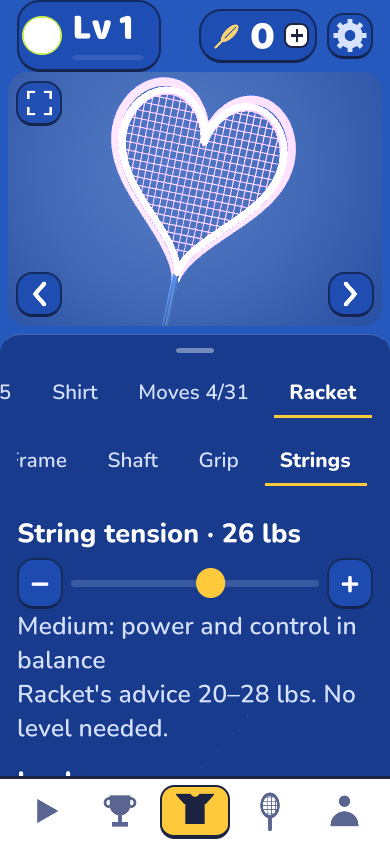 Lv 1
0
5 Shirt Moves 4/31 Racket
Frame Shaft Grip Strings
String tension · 26 lbs
Medium: power and control in
balance
Racket's advice 20–28 lbs. No
level needed.